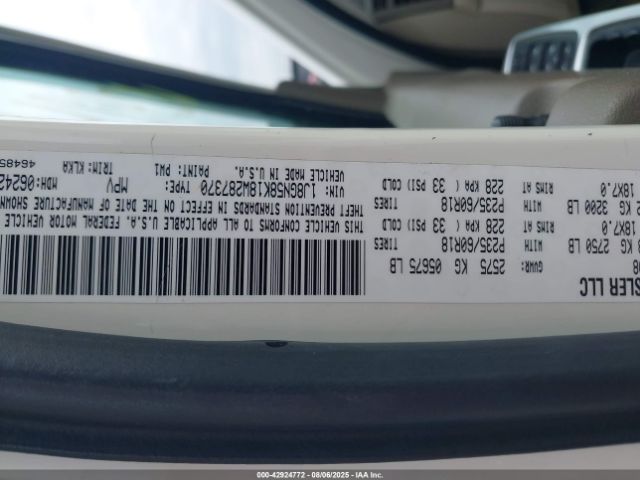 SLER LLC
08 GVWR: 2575 KG 05675 LB
KG 2750 LB WITH P235/60R18 TIRES
18X7.0 RIMS AT 228 KPA ( 33 PSI) COLD
KG 3200 LB WITH P235/60R18 TIRES
18X7.0 RIMS AT 228 KPA ( 33 PSI) COLD
THIS VEHICLE CONFORMS TO ALL APPLICABLE U.S.A. FEDERAL MOTOR VEHICLE
THEFT PREVENTION STANDARDS IN EFFECT ON THE DATE OF MANUFACTURE SHOWN
VIN: 1J8GN58K18W287370 TYPE: MPV MDH: 06242
VEHICLE MADE IN U.S.A. PAINT: PW1 TRIM: KLKA 46485
000-42924772 - 08/06/2025 - IAA Inc.